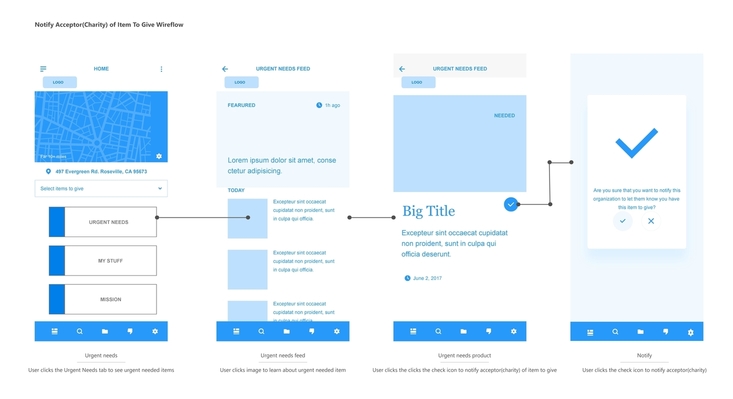 Notify Acceptor(Charity) of Item To Give Wireflow
HOME
LOGO
497 Evergreen Rd. Roseville, CA 95673
Select items to give
URGENT NEEDS
MY STUFF
MISSION
Urgent needs
User clicks the Urgent Needs tab to see urgent needed items
URGENT NEEDS FEED
LOGO
FEARURED
1h ago
Lorem ipsum dolor sit amet, conse
ctetur adipisicing.
TODAY
Excepteur sint occaecat
cupidatat non proident, sunt
in culpa qui officia.
Excepteur sint occaecat
cupidatat non proident, sunt
in culpa qui officia.
Excepteur sint occaecat
cupidatat non proident, sunt
in culpa qui officia
Urgent needs feed
User clicks image to learn about urgent needed item
URGENT NEEDS FEED
LOGO
NEEDED
Big Title
Excepteur sint occaecat cupidatat
non proident, sunt in culpa qui
officia deserunt.
June 2, 2017
Urgent needs product
User clicks the clicks the check icon to notify acceptor(charity) of item to give
Are you sure that you want to notify this
organization to let them know you have
this item to give?
Notify
User clicks the check icon to notify acceptor(charity)